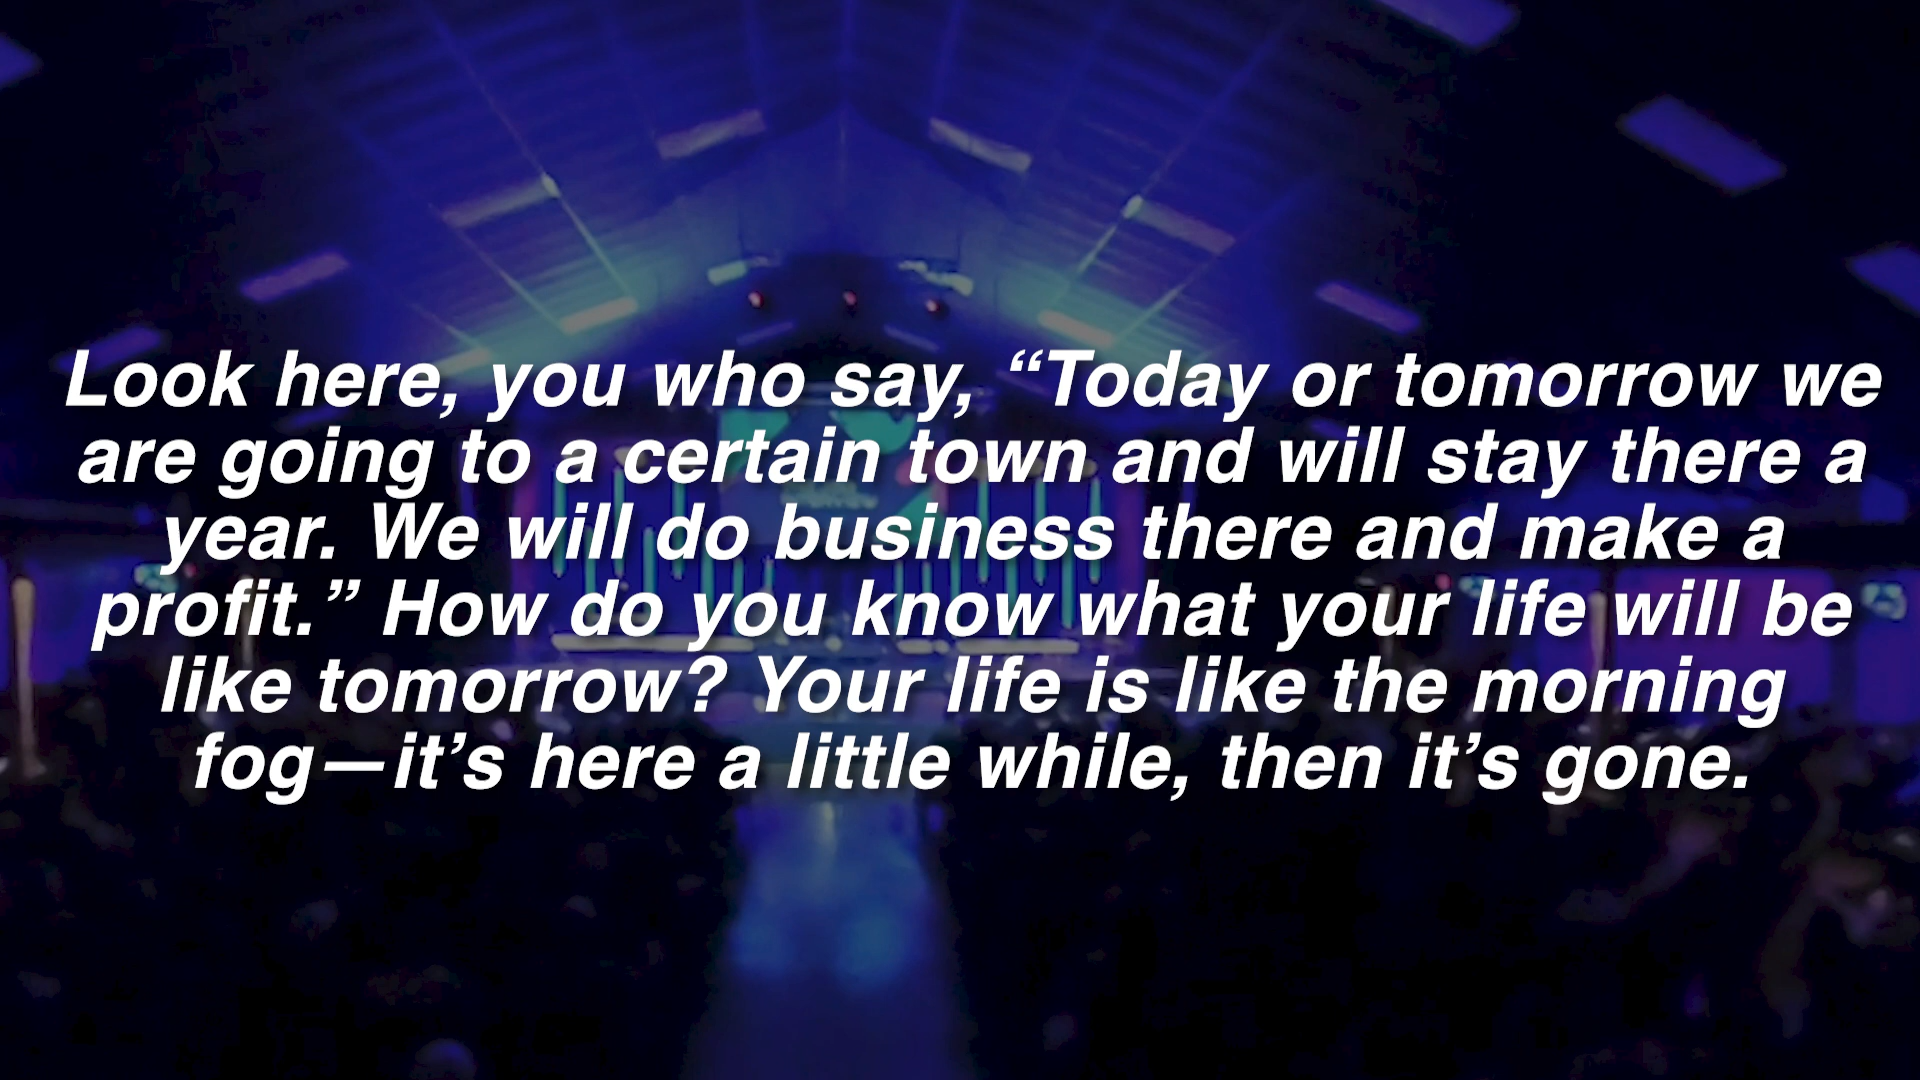 Look here, you who say, “Today or tomorrow we
are going to a certain town and will stay there a
year. We will do business there and make a
profit.” How do you know what your life will be
like tomorrow? Your life is like the morning
fog—it’s here a little while, then it’s gone.